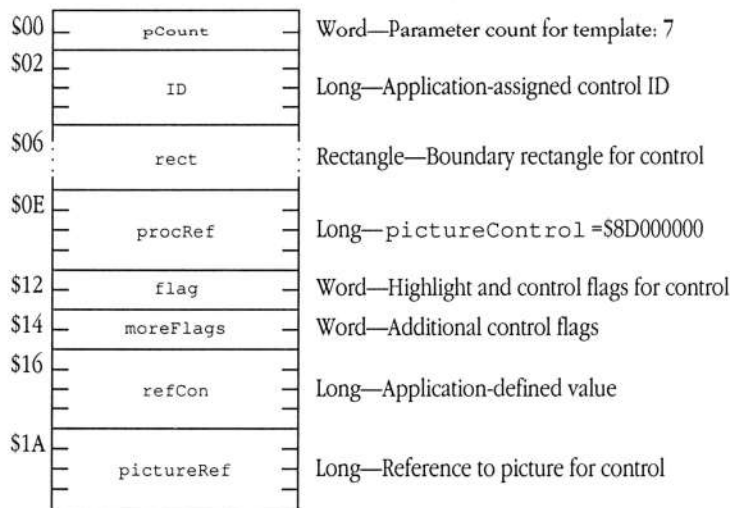 $00 pCount Word—Parameter count for template: 7
$02
ID Long—Application-assigned control ID
$06
rect Rectangle—Boundary rectangle for control
$0E
procRef Long—pictureControl =$8D000000
$12 flag Word—Highlight and control flags for control
$14 moreFlags Word—Additional control flags
$16
refCon Long—Application-defined value
$1A
pictureRef Long—Reference to picture for control